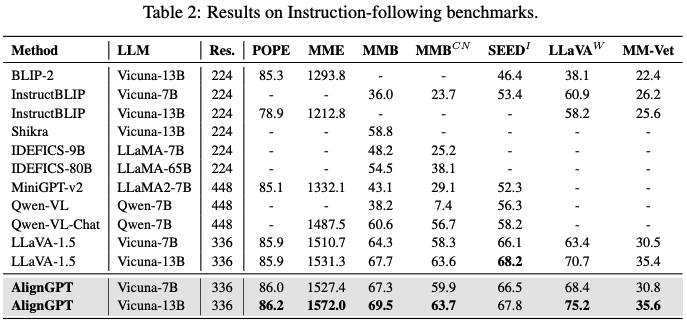 Table 2: Results on Instruction-following benchmarks.
Method LLM Res. POPE MME MMB MMB^CN SEED^I LLaVA^W MM-Vet
BLIP-2 Vicuna-13B 224 85.3 1293.8 - - 46.4 38.1 22.4
InstructBLIP Vicuna-7B 224 - - 36.0 23.7 53.4 60.9 26.2
InstructBLIP Vicuna-13B 224 78.9 1212.8 - - - 58.2 25.6
Shikra Vicuna-13B 224 - - 58.8 - - - -
IDEFICS-9B LLaMA-7B 224 - - 48.2 25.2 - - -
IDEFICS-80B LLaMA-65B 224 - - 54.5 38.1 - - -
MiniGPT-v2 LLaMA2-7B 448 85.1 1332.1 43.1 29.1 52.3 - -
Qwen-VL Qwen-7B 448 - - 38.2 7.4 56.3 - -
Qwen-VL-Chat Qwen-7B 448 - 1487.5 60.6 56.7 58.2 - -
LLaVA-1.5 Vicuna-7B 336 85.9 1510.7 64.3 58.3 66.1 63.4 30.5
LLaVA-1.5 Vicuna-13B 336 85.9 1531.3 67.7 63.6 68.2 70.7 35.4
AlignGPT Vicuna-7B 336 86.0 1527.4 67.3 59.9 66.5 68.4 30.8
AlignGPT Vicuna-13B 336 86.2 1572.0 69.5 63.7 67.8 75.2 35.6